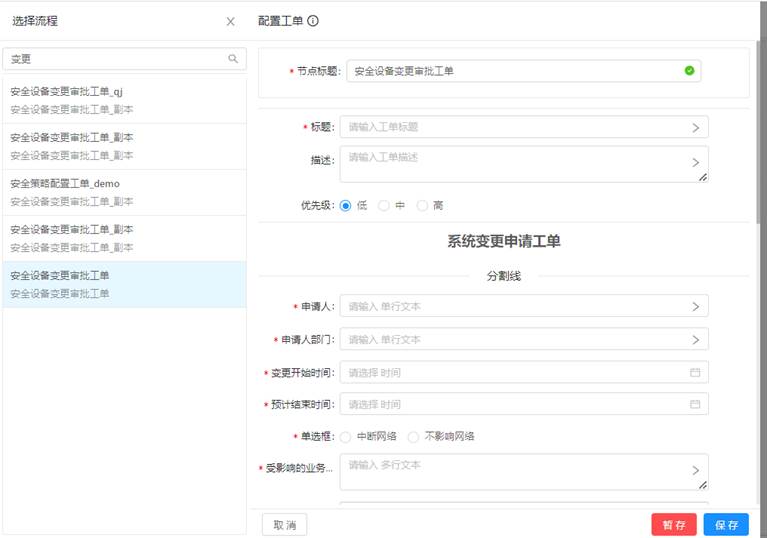 选择流程
变更
安全设备变更审批工单_qj
安全设备变更审批工单_副本
安全设备变更审批工单_副本
安全设备变更审批工单_副本
安全策略配置工单_demo
安全设备变更审批工单_副本
安全设备变更审批工单_副本
安全设备变更审批工单_副本
安全设备变更审批工单
安全设备变更审批工单
配置工单
* 节点标题: 安全设备变更审批工单
* 标题: 请输入工单标题
描述: 请输入工单描述
优先级: 低 中 高
系统变更申请工单
分割线
* 申请人: 请输入 单行文本
* 申请人部门: 请输入 单行文本
* 变更开始时间: 请选择 时间
* 预计结束时间: 请选择 时间
* 单选框: 中断网络 不影响网络
* 受影响的业务... 请输入 多行文本
取消 暂存 保存